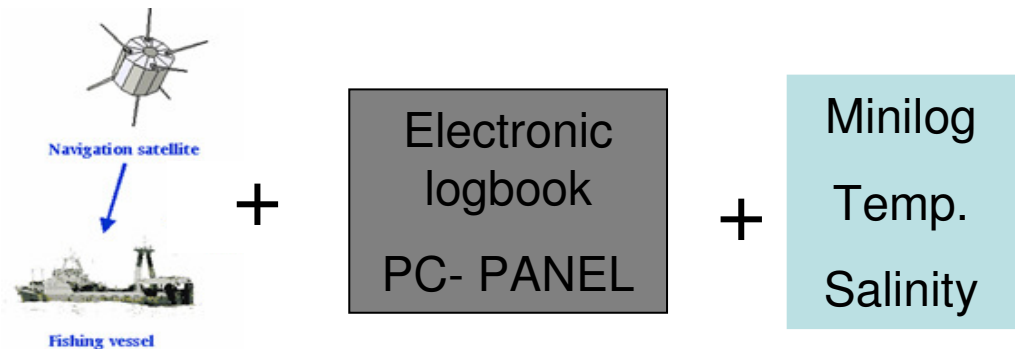 Navigation satellite
Fishing vessel
+
Electronic
logbook
PC- PANEL
+
Minilog
Temp.
Salinity